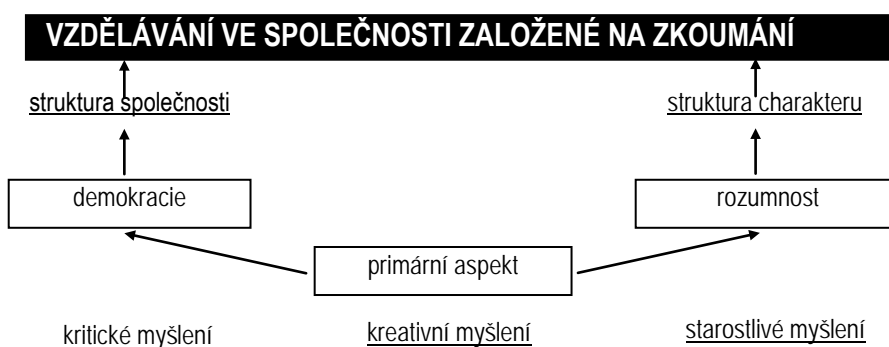 VZDĚLÁVÁNÍ VE SPOLEČNOSTI ZALOŽENÉ NA ZKOUMÁNÍ
struktura společnosti
struktura charakteru
demokracie
rozumnost
primární aspekt
kritické myšlení
kreativní myšlení
starostlivé myšlení